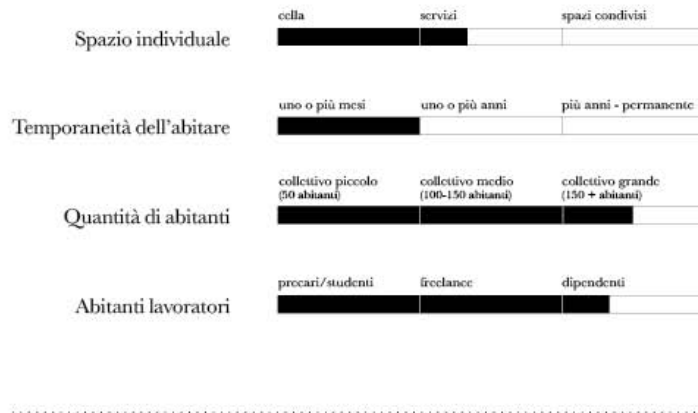 cella servizi spazi condivisi
Spazio individuale
uno o più mesi uno o più anni più anni - permanente
Temporaneità dell'abitare
collettivo piccolo collettivo medio collettivo grande
(50 abitanti) (100-150 abitanti) (150 + abitanti)
Quantità di abitanti
precari/studenti freelance dipendenti
Abitanti lavoratori